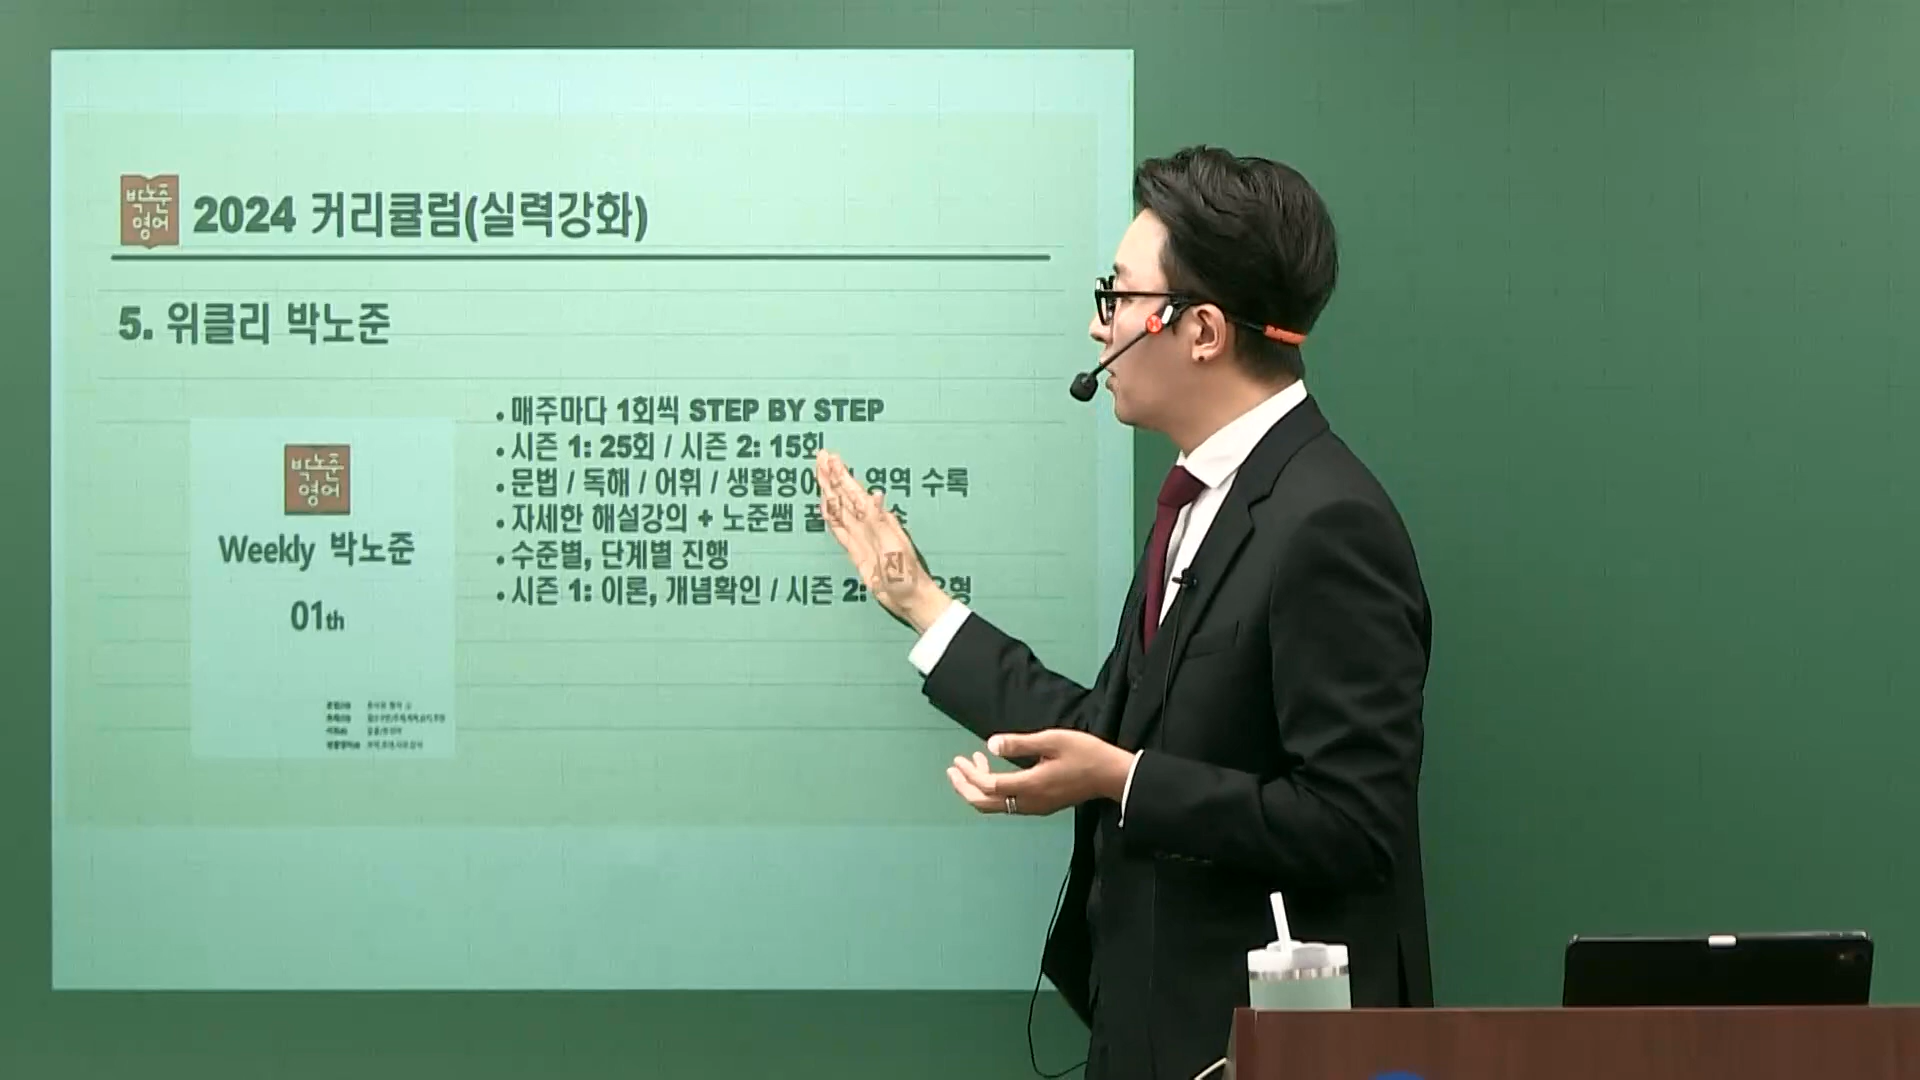 박노준
영어
2024 커리큘럼(실력강화)
5. 위클리 박노준
• 매주마다 1회씩 STEP BY STEP
• 시즌 1: 25회 / 시즌 2: 15회
• 문법 / 독해 / 어휘 / 생활영어 영역 수록
• 자세한 해설강의 + 노준쌤
• 수준별, 단계별 진행
• 시즌 1: 이론, 개념확인 / 시즌 2:
박노준
영어
Weekly 박노준
01th